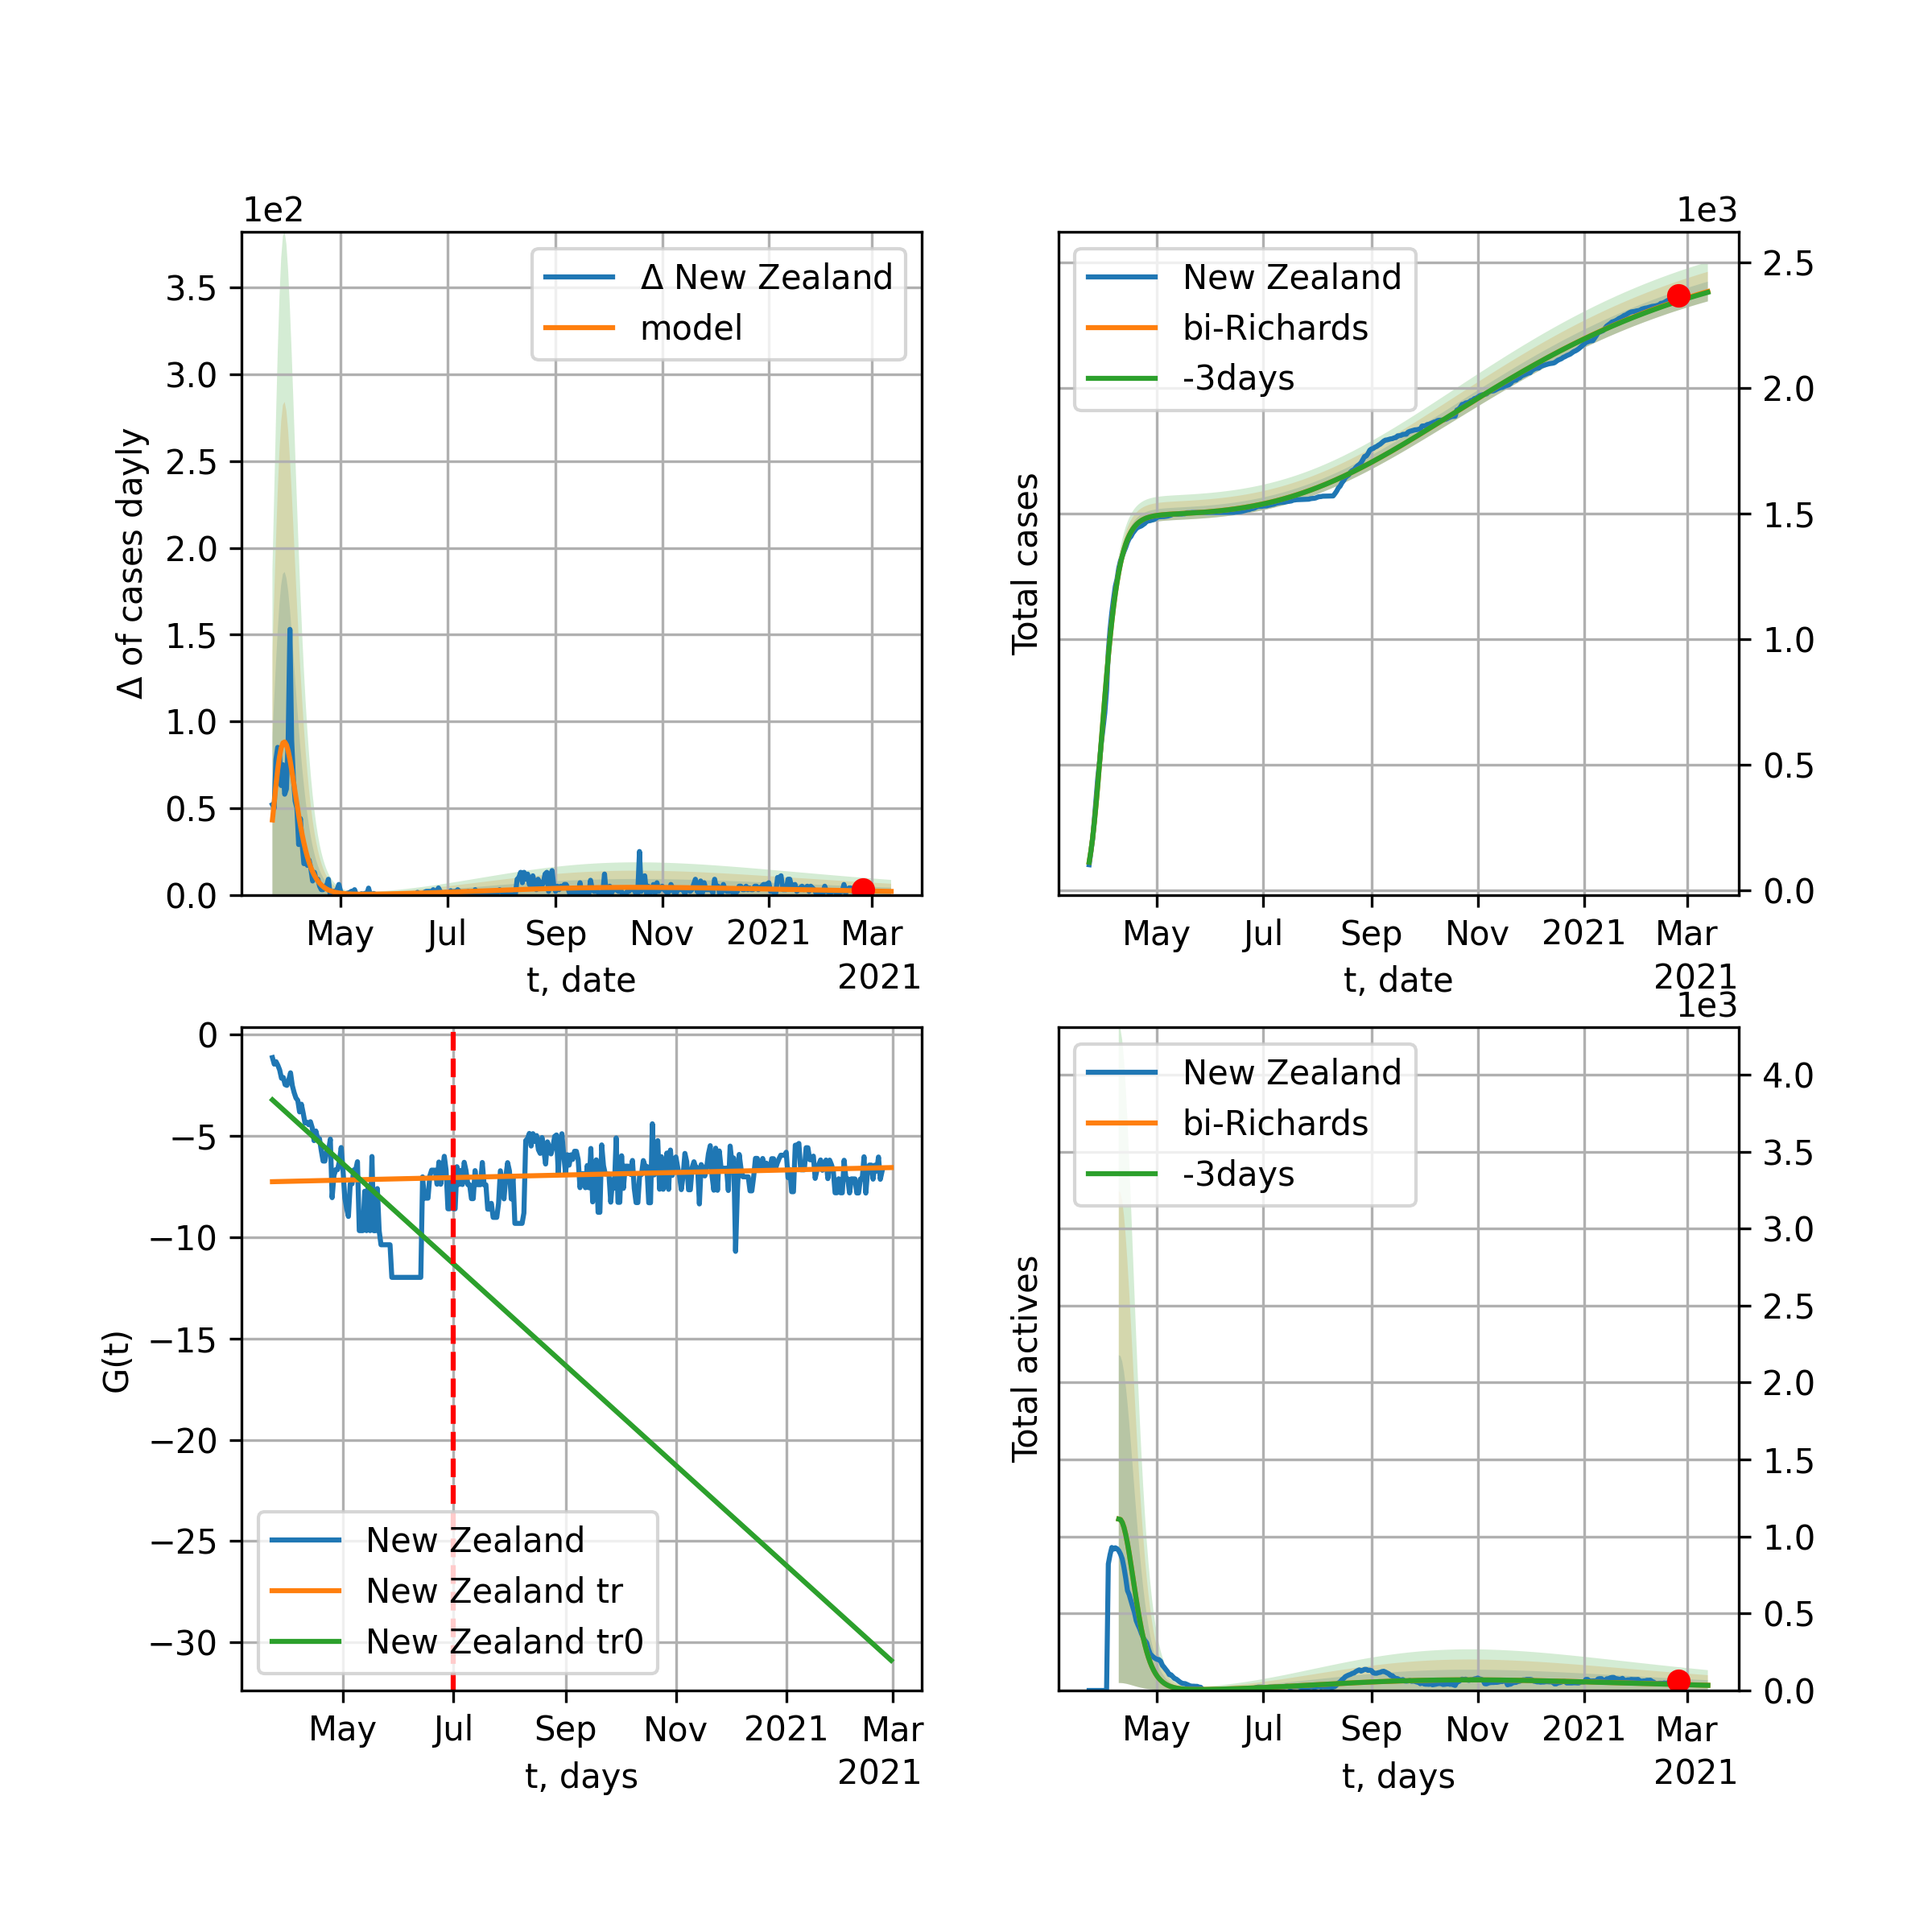 1e2
3.5
3.0
2.5
2.0
1.5
1.0
0.5
0.0
Δ of cases dayly
Δ New Zealand
model
May Jul Sep Nov 2021 Mar
t, date
2021
1e3
2.5
2.0
1.5
1.0
0.5
0.0
Total cases
New Zealand
bi-Richards
-3days
May Jul Sep Nov 2021 Mar
t, date
2021
0
−5
−10
−15
−20
−25
−30
G(t)
New Zealand
New Zealand tr
New Zealand tr0
May Jul Sep Nov 2021 Mar
t, days
2021
1e3
4.0
3.5
3.0
2.5
2.0
1.5
1.0
0.5
0.0
Total actives
New Zealand
bi-Richards
-3days
May Jul Sep Nov 2021 Mar
t, days
2021